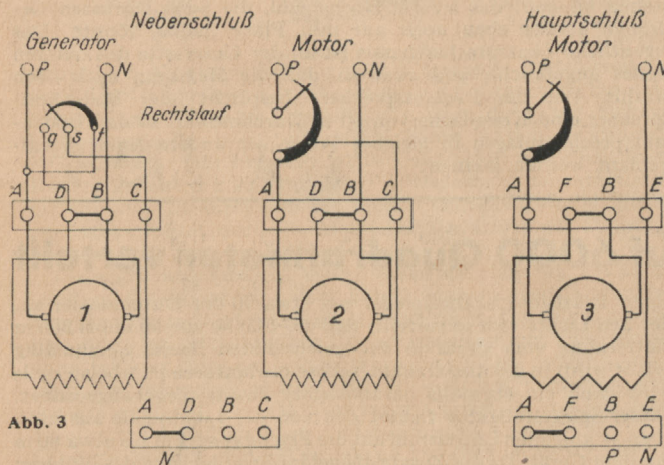 Nebenschluß Hauptschluß
Generator Motor Motor
P N P N P N
Rechtslauf
q s t
A D B C A D B C A F B E
1 2 3
A D B C A F B E
Abb. 3
N P N